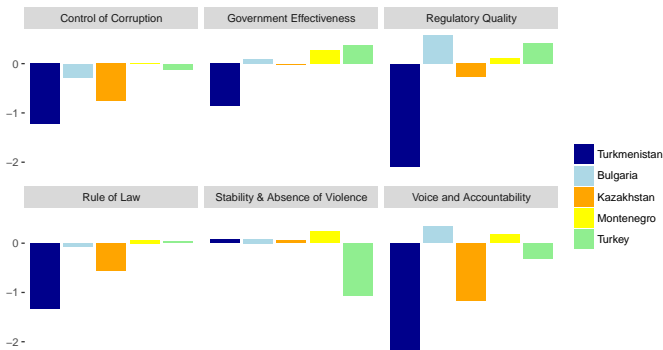 Control of Corruption
Government Effectiveness
Regulatory Quality
0
−1
−2
Rule of Law
Stability & Absence of Violence
Voice and Accountability
0
−1
−2
Turkmenistan
Bulgaria
Kazakhstan
Montenegro
Turkey